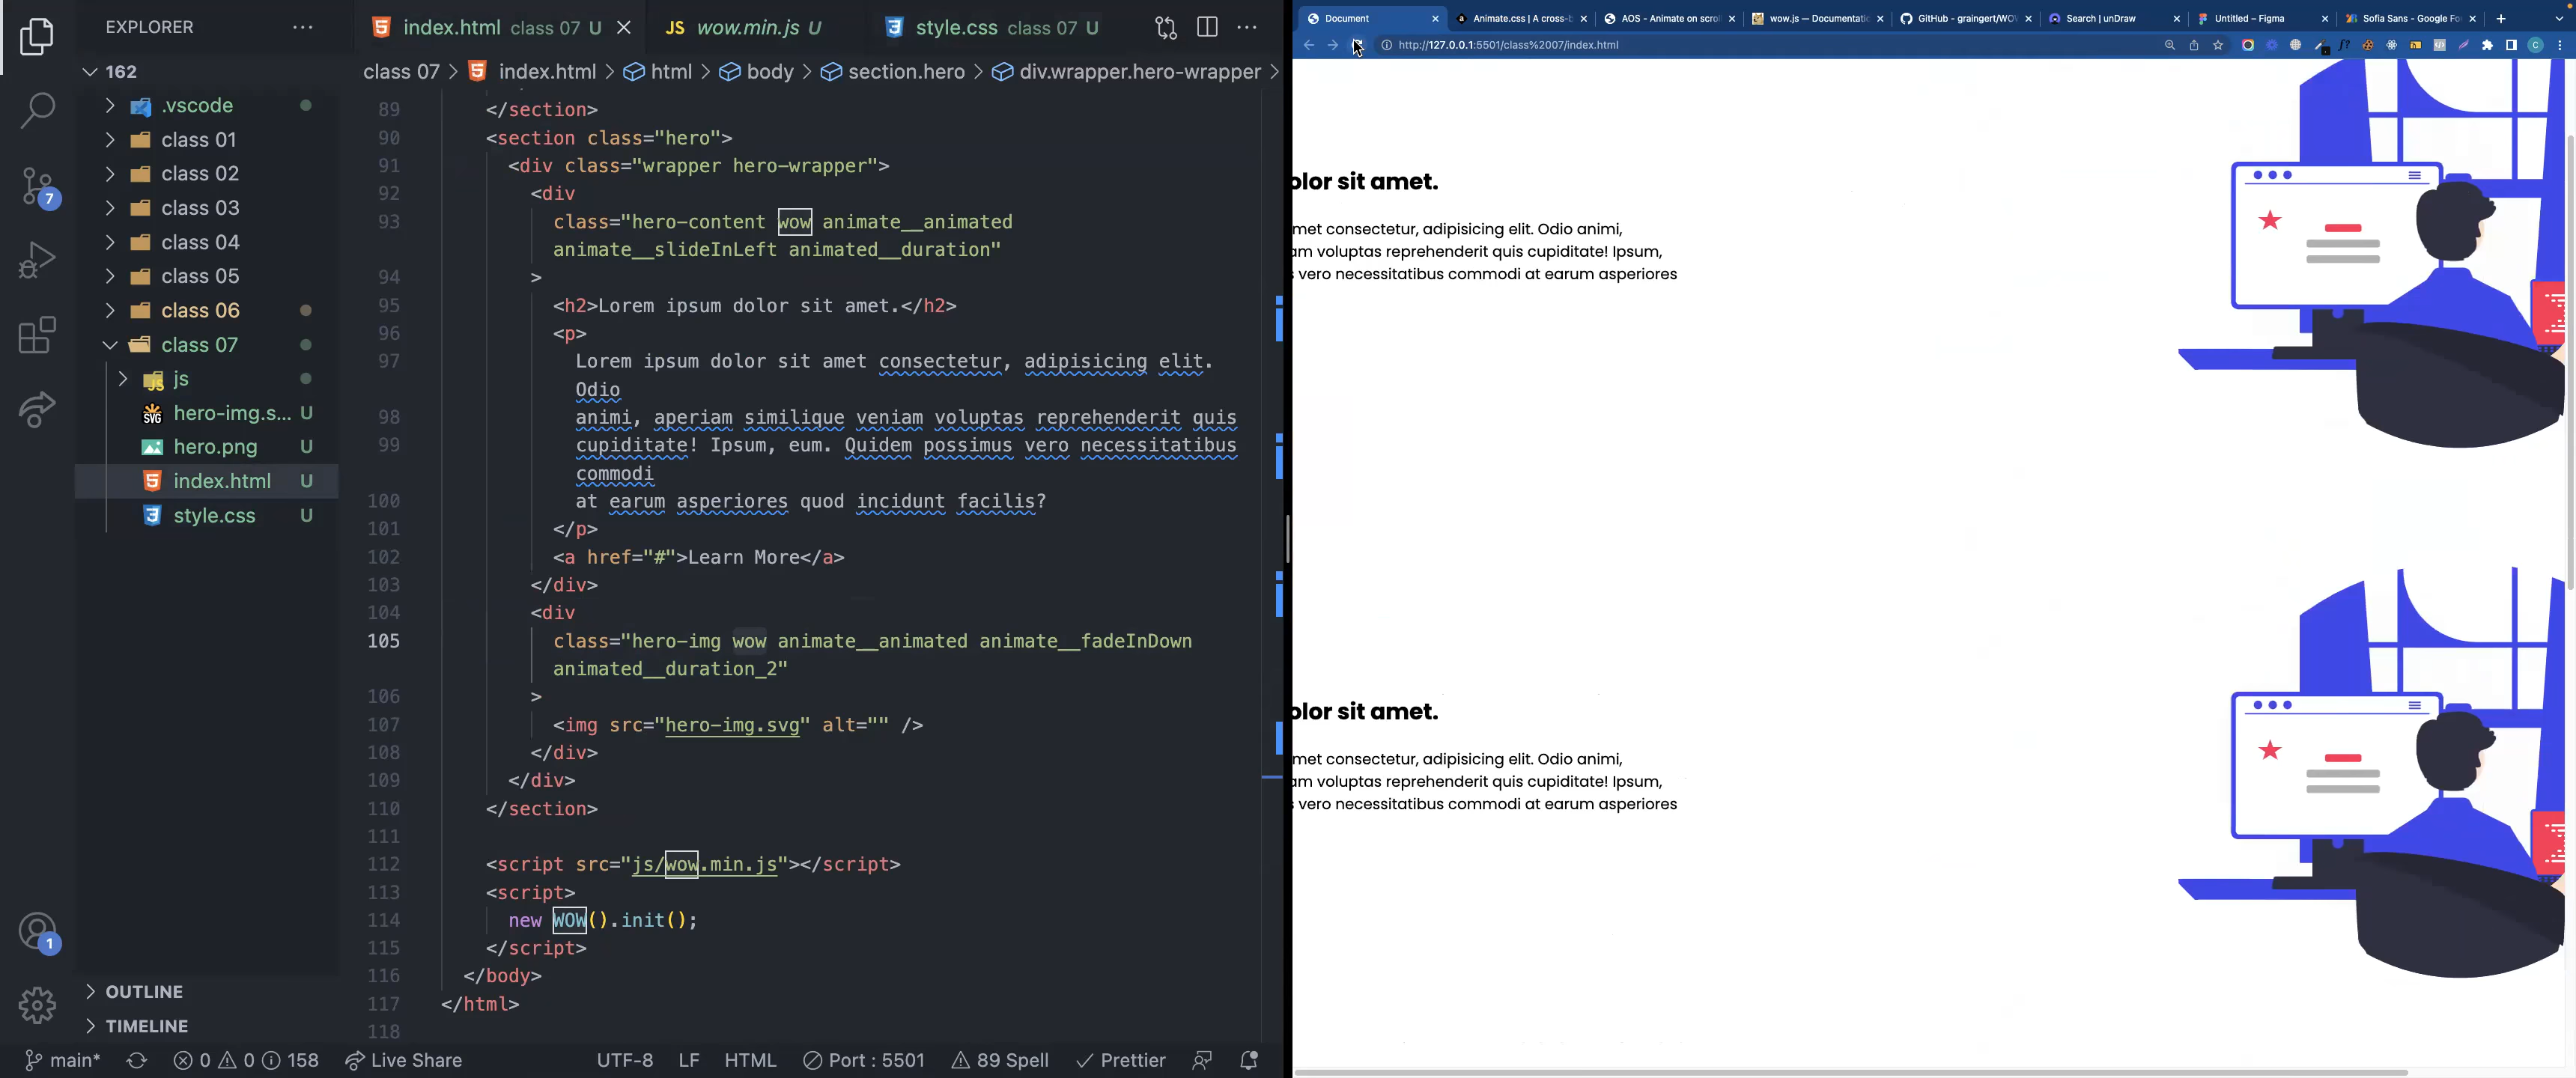 EXPLORER
162
.vscode
class 01
class 02
class 03
class 04
class 05
class 06
class 07
js
hero-img.s... U
hero.png U
index.html U
style.css U
OUTLINE
TIMELINE
7
1
index.html class 07 U
JS wow.min.js U
style.css class 07 U
class 07 > index.html > html > body > section.hero > div.wrapper.hero-wrapper >
89 </section>
90 <section class="hero">
91 <div class="wrapper hero-wrapper">
92 <div
93 class="hero-content wow animate__animated
animate__slideInLeft animated__duration"
94 >
95 <h2>Lorem ipsum dolor sit amet.</h2>
96 <p>
97 Lorem ipsum dolor sit amet consectetur, adipisicing elit.
Odio
98 animi, aperiam similique veniam voluptas reprehenderit quis
99 cupiditate! Ipsum, eum. Quidem possimus vero necessitatibus
commodi
100 at earum asperiores quod incidunt facilis?
101 </p>
102 <a href="#">Learn More</a>
103 </div>
104 <div
105 class="hero-img wow animate__animated animate__fadeInDown
animated__duration_2"
106 >
107 <img src="hero-img.svg" alt="" />
108 </div>
109 </div>
110 </section>
111
112 <script src="js/wow.min.js"></script>
113 <script>
114 new WOW().init();
115 </script>
116 </body>
117 </html>
118
main* 0 0 158 Live Share UTF-8 LF HTML Port : 5501 89 Spell Prettier
Document
Animate.css | A cross-b
AOS - Animate on scrol
wow.js — Documentatio
GitHub - graingert/WOW
Search | unDraw
Untitled – Figma
Sofia Sans - Google Fo
http://127.0.0.1:5501/class%2007/index.html
olor sit amet.
met consectetur, adipisicing elit. Odio animi,
am voluptas reprehenderit quis cupiditate! Ipsum,
s vero necessitatibus commodi at earum asperiores
olor sit amet.
met consectetur, adipisicing elit. Odio animi,
am voluptas reprehenderit quis cupiditate! Ipsum,
s vero necessitatibus commodi at earum asperiores